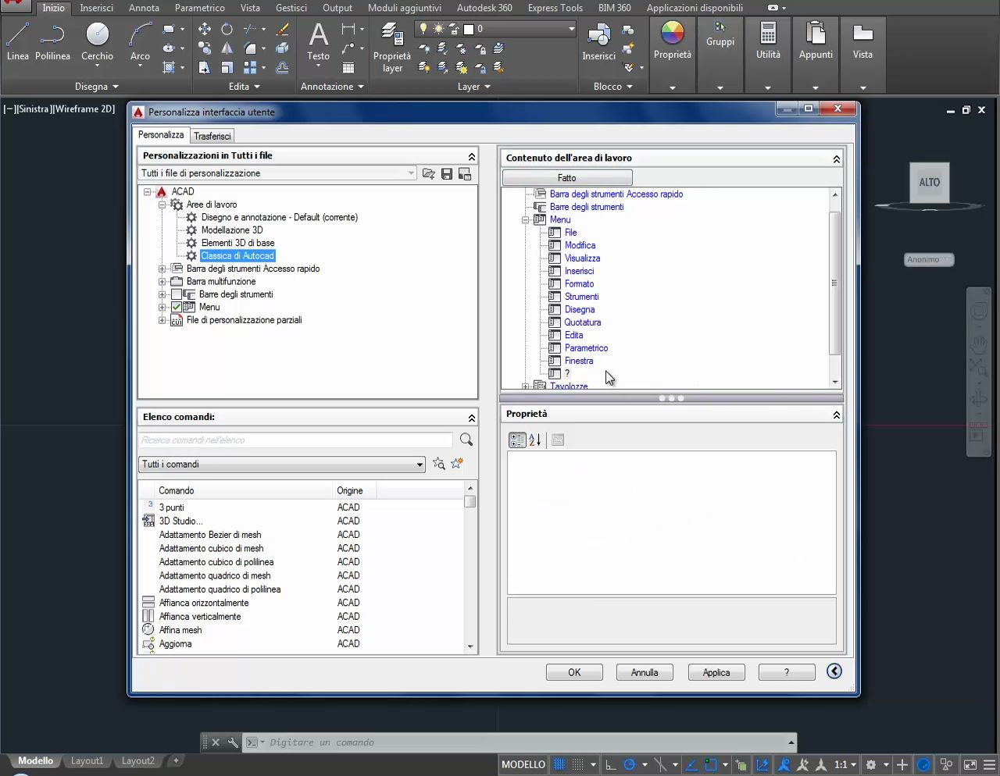 Inizio Inserisci Annota Parametrico Vista Gestisci Output Moduli aggiuntivi Autodesk 360 Express Tools BIM 360 Applicazioni disponibili
Linea Polilinea Cerchio Arco Testo Proprietà layer 0 Inserisci Proprietà Gruppi Utilità Appunti Vista
Disegna Edita Annotazione Layer Blocco
[−][Sinistra][Wireframe 2D]
Personalizza interfaccia utente
Personalizza Trasferisci
Personalizzazioni in Tutti i file
Tutti i file di personalizzazione
ACAD
Aree di lavoro
Disegno e annotazione - Default (corrente)
Modellazione 3D
Elementi 3D di base
Classica di Autocad
Barra degli strumenti Accesso rapido
Barra multifunzione
Barre degli strumenti
Menu
CUI File di personalizzazione parziali
Contenuto dell'area di lavoro
Fatto
Barra degli strumenti Accesso rapido
Barre degli strumenti
Menu
File
Modifica
Visualizza
Inserisci
Formato
Strumenti
Disegna
Quotatura
Edita
Parametrico
Finestra
?
Tavolozze
ALTO
Anonimo
Elenco comandi:
Ricerca comandi nell'elenco
Tutti i comandi
Comando Origine
3 3 punti ACAD
3D Studio... ACAD
Adattamento Bezier di mesh ACAD
Adattamento cubico di mesh ACAD
Adattamento cubico di polilinea ACAD
Adattamento quadrico di mesh ACAD
Adattamento quadrico di polilinea ACAD
Affianca orizzontalmente ACAD
Affianca verticalmente ACAD
Affina mesh ACAD
Aggiorna ACAD
Proprietà
A
Z
OK Annulla Applica ?
Digitare un comando
Modello Layout1 Layout2 +
MODELLO 1:1